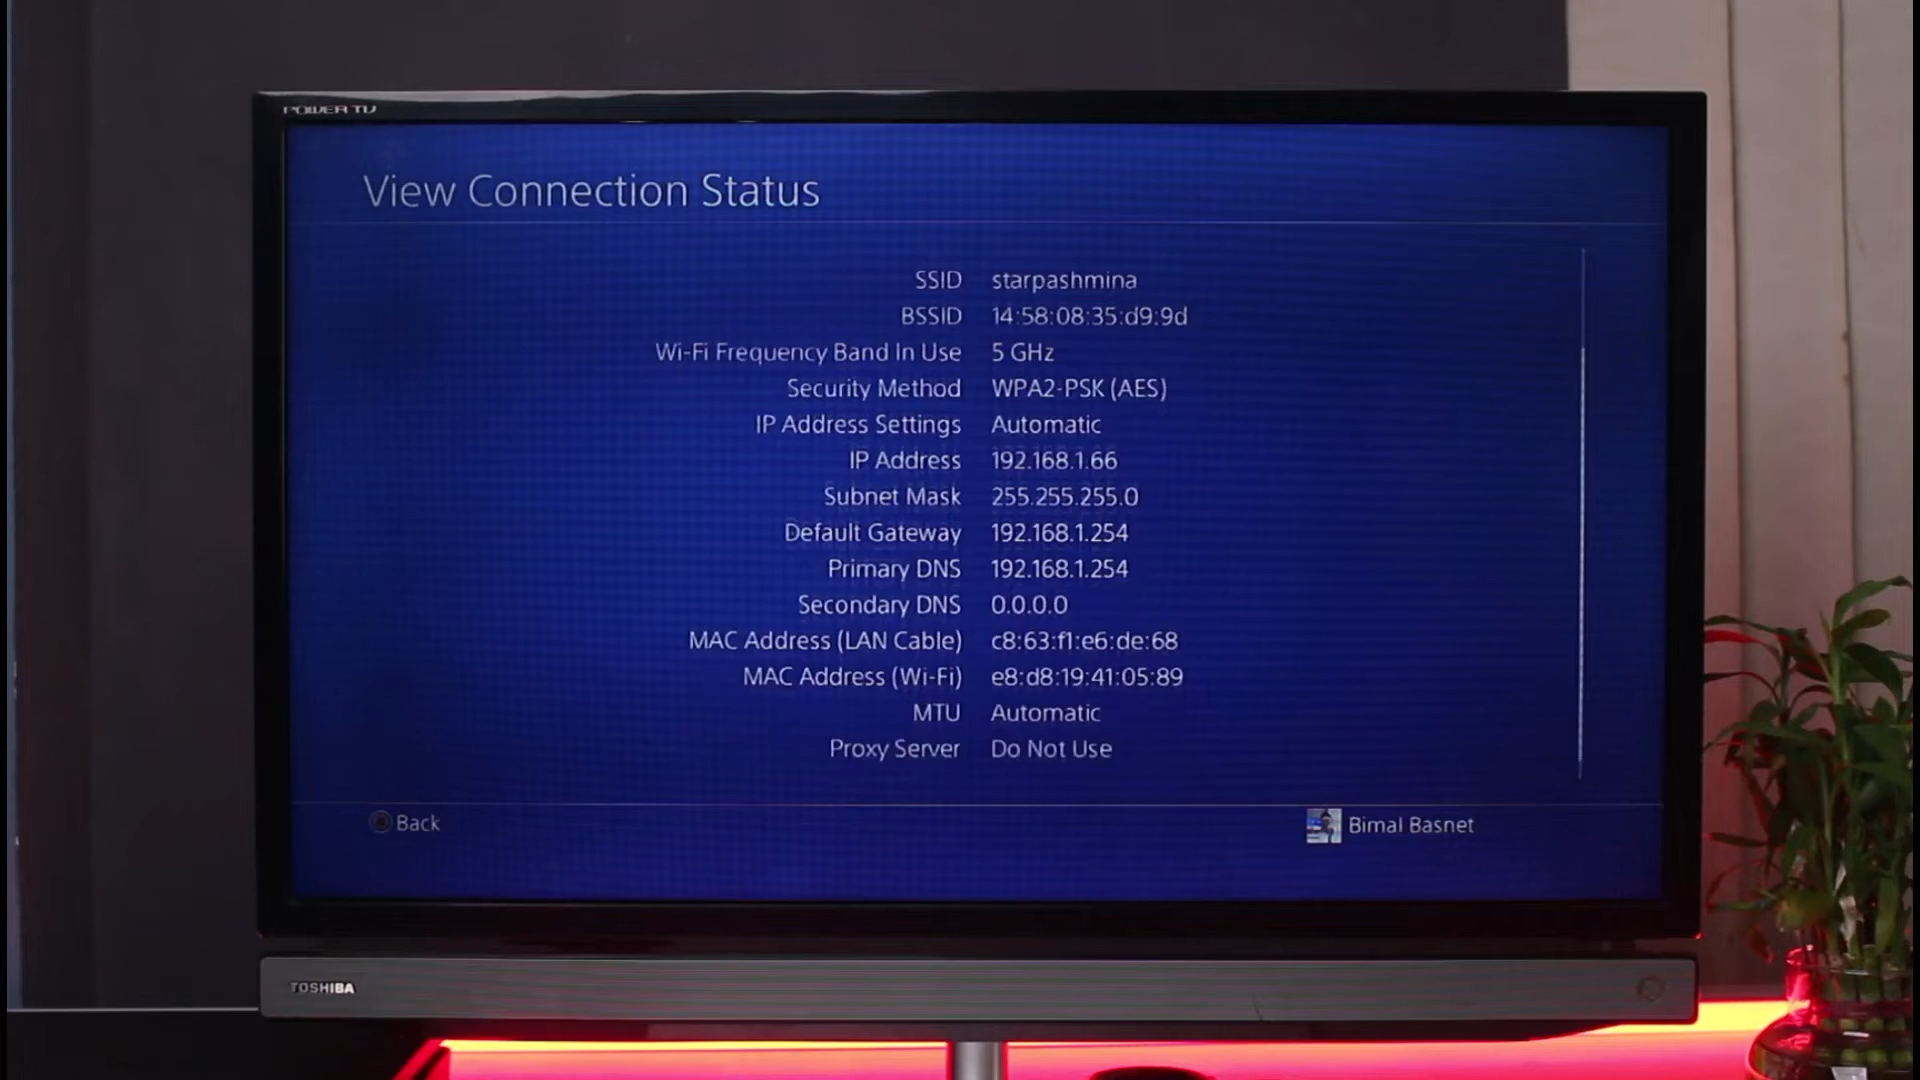 POWER TV
View Connection Status
SSID starpashmina
BSSID 14:58:08:35:d9:9d
Wi-Fi Frequency Band In Use 5 GHz
Security Method WPA2-PSK (AES)
IP Address Settings Automatic
IP Address 192.168.1.66
Subnet Mask 255.255.255.0
Default Gateway 192.168.1.254
Primary DNS 192.168.1.254
Secondary DNS 0.0.0.0
MAC Address (LAN Cable) c8:63:f1:e6:de:68
MAC Address (Wi-Fi) e8:d8:19:41:05:89
MTU Automatic
Proxy Server Do Not Use
Back
Bimal Basnet
TOSHIBA